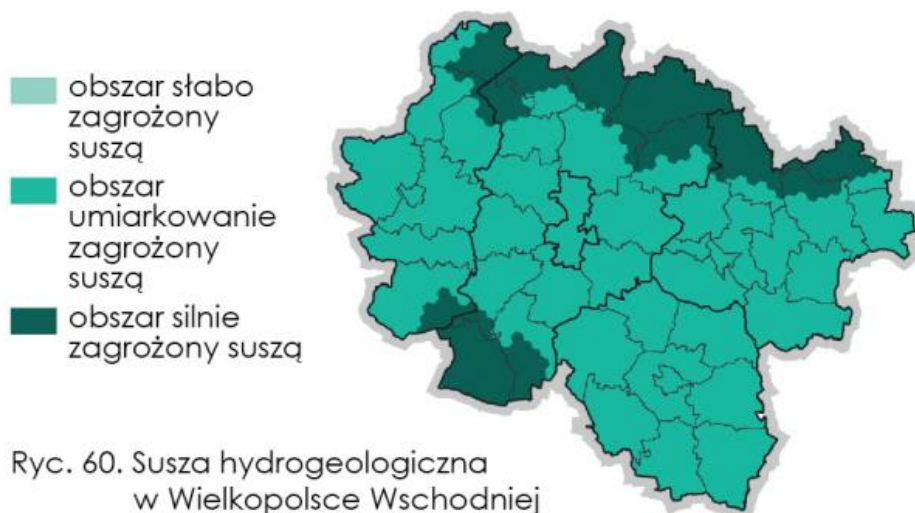 obszar słabo
zagrożony
suszą
obszar
umiarkowanie
zagrożony
suszą
obszar silnie
zagrożony suszą
Ryc. 60. Susza hydrogeologiczna
w Wielkopolsce Wschodniej